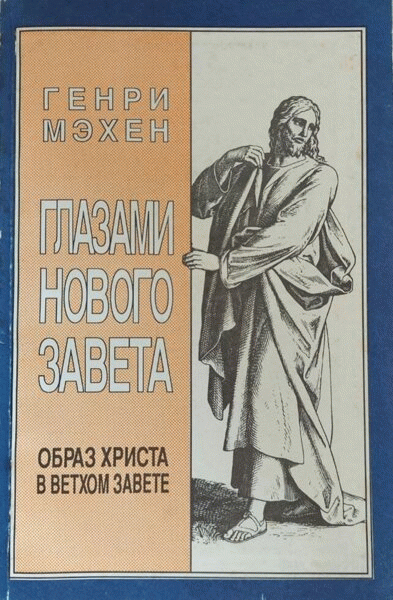 ГЕНРИ
МЭХЕН
ГЛАЗАМИ
НОВОГО
ЗАВЕТА
ОБРАЗ ХРИСТА
В ВЕТХОМ ЗАВЕТЕ